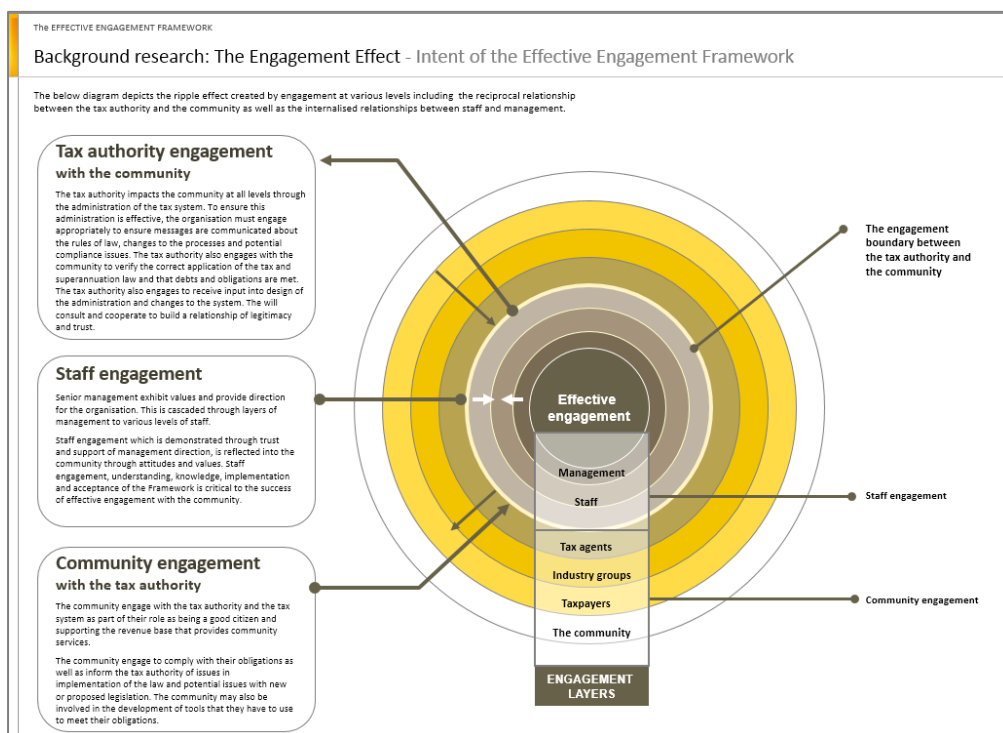 The EFFECTIVE ENGAGEMENT FRAMEWORK
Background research: The Engagement Effect - Intent of the Effective Engagement Framework
The below diagram depicts the ripple effect created by engagement at various levels including the reciprocal relationship
between the tax authority and the community as well as the internalised relationships between staff and management.
Tax authority engagement
with the community
The tax authority impacts the community at all levels through
the administration of the tax system. To ensure this
administration is effective, the organisation must engage
appropriately to ensure messages are communicated about
the rules of law, changes to the processes and potential
compliance issues. The tax authority also engages with the
community to verify the correct application of the tax and
superannuation law and that debts and obligations are met.
The tax authority also engages to receive input into design of
the administration and changes to the system. The will
consult and cooperate to build a relationship of legitimacy
and trust.
Staff engagement
Senior management exhibit values and provide direction
for the organisation. This is cascaded through layers of
management to various levels of staff.
Staff engagement which is demonstrated through trust
and support of management direction, is reflected into the
community through attitudes and values. Staff
engagement, understanding, knowledge, implementation
and acceptance of the Framework is critical to the success
of effective engagement with the community.
Community engagement
with the tax authority
The community engage with the tax authority and the tax
system as part of their role as being a good citizen and
supporting the revenue base that provides community
services.
The community engage to comply with their obligations as
well as inform the tax authority of issues in
implementation of the law and potential issues with new
or proposed legislation. The community may also be
involved in the development of tools that they have to use
to meet their obligations.
Effective
engagement
Management
Staff
Tax agents
Industry groups
Taxpayers
The community
ENGAGEMENT
LAYERS
The engagement
boundary between
the tax authority and
the community
Staff engagement
Community engagement